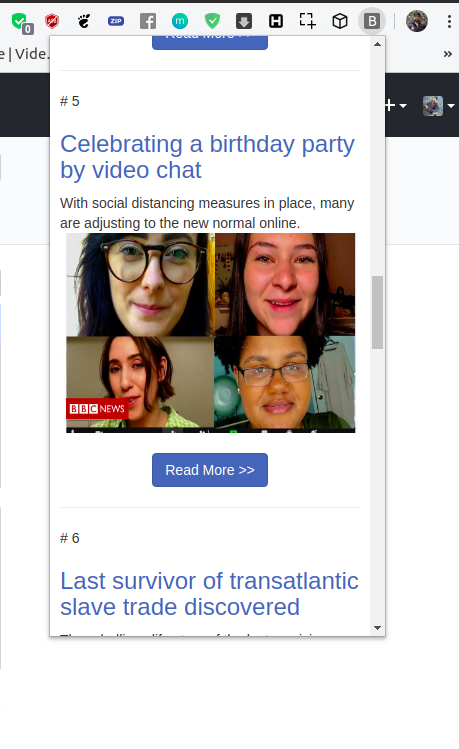 0
ZIP
m
H
B
e | Vide.
»
Read More >>
# 5
Celebrating a birthday party
by video chat
With social distancing measures in place, many
are adjusting to the new normal online.
BBC NEWS
Read More >>
# 6
Last survivor of transatlantic
slave trade discovered